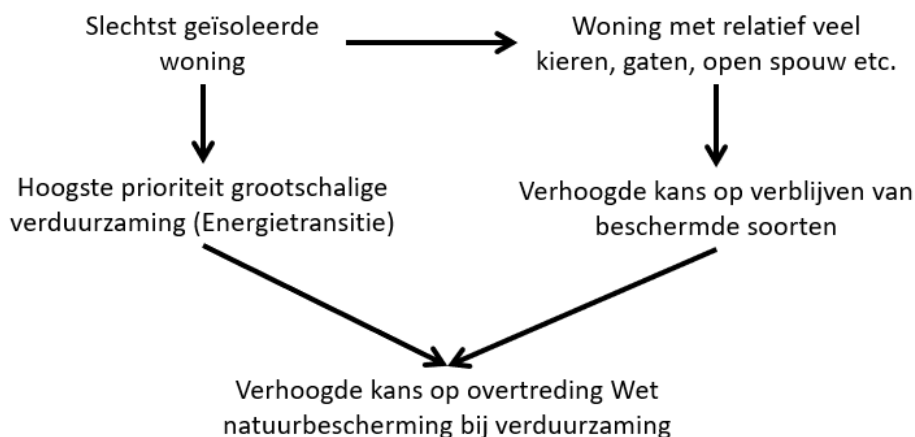 Slechtst geïsoleerde
woning
Woning met relatief veel
kieren, gaten, open spouw etc.
Hoogste prioriteit grootschalige
verduurzaming (Energietransitie)
Verhoogde kans op verblijven van
beschermde soorten
Verhoogde kans op overtreding Wet
natuurbescherming bij verduurzaming